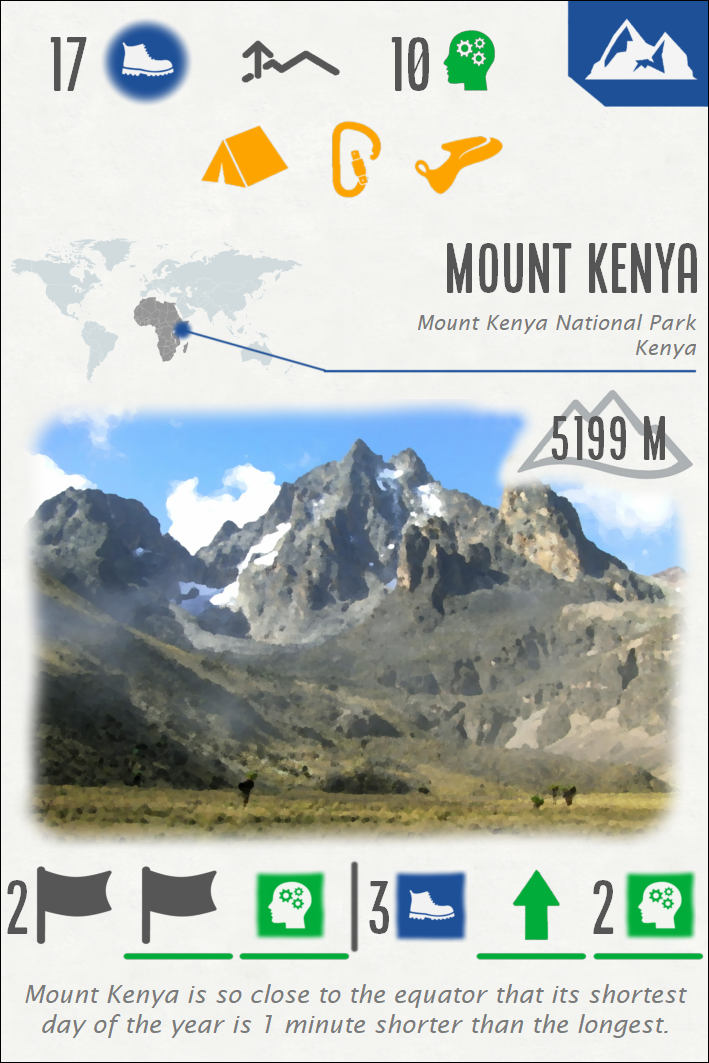 17 10
MOUNT KENYA
Mount Kenya National Park
Kenya
5199 M
2 3 2
Mount Kenya is so close to the equator that its shortest
day of the year is 1 minute shorter than the longest.